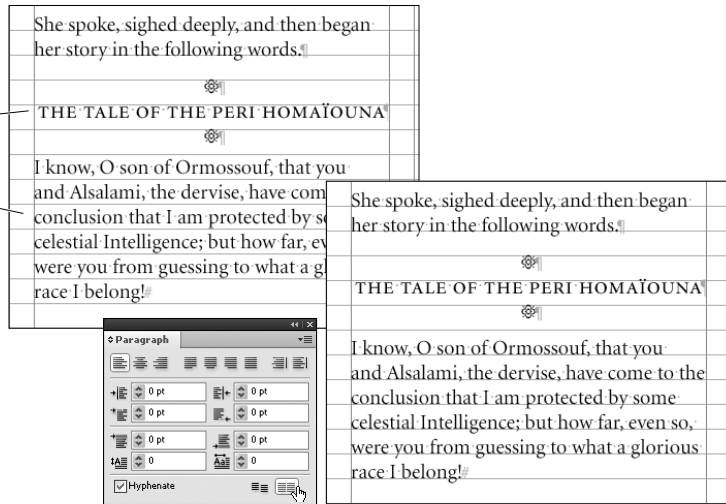 She spoke, sighed deeply, and then began
her story in the following words.¶
¶
THE TALE OF THE PERI HOMAÏOUNA¶
¶
I know, O son of Ormossouf, that you
and Alsalami, the dervise, have com
conclusion that I am protected by so
celestial Intelligence; but how far, ev
were you from guessing to what a gl
race I belong!#
Paragraph
0 pt 0 pt
0 pt 0 pt
0 pt 0 pt
0 0
Hyphenate
She spoke, sighed deeply, and then began
her story in the following words.¶
¶
THE TALE OF THE PERI HOMAÏOUNA¶
¶
I know, O son of Ormossouf, that you
and Alsalami, the dervise, have come to the
conclusion that I am protected by some
celestial Intelligence; but how far, even so,
were you from guessing to what a glorious
race I belong!#